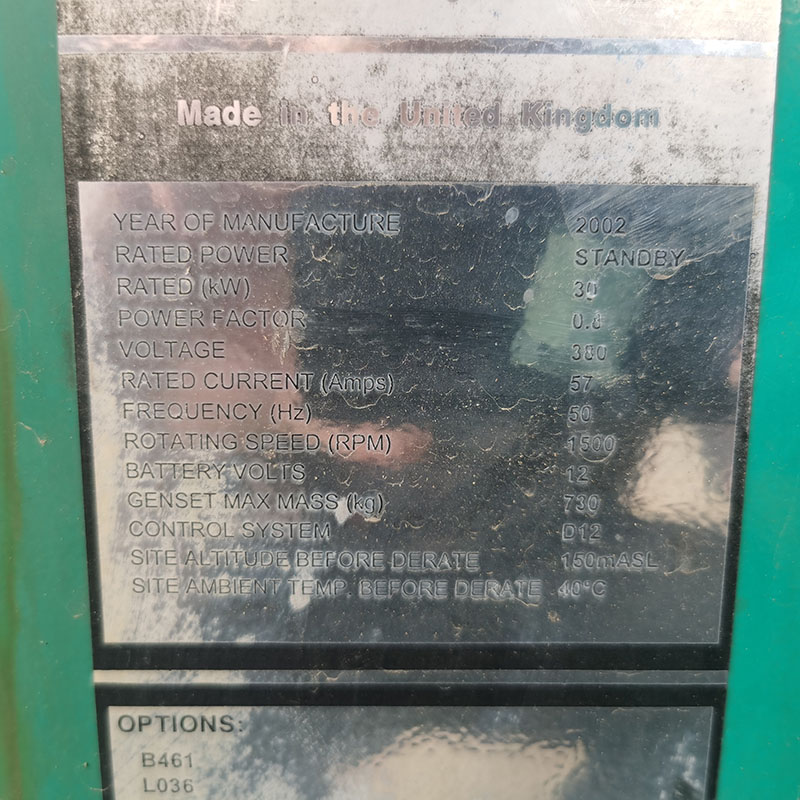 Made in the United Kingdom
YEAR OF MANUFACTURE 2002
RATED POWER STANDBY
RATED (kW) 30
POWER FACTOR 0.8
VOLTAGE 380
RATED CURRENT (Amps) 57
FREQUENCY (Hz) 50
ROTATING SPEED (RPM) 1500
BATTERY VOLTS 12
GENSET MAX MASS (kg) 730
CONTROL SYSTEM D12
SITE ALTITUDE BEFORE DERATE 150mASL
SITE AMBIENT TEMP. BEFORE DERATE 40°C
OPTIONS:
B461
L036